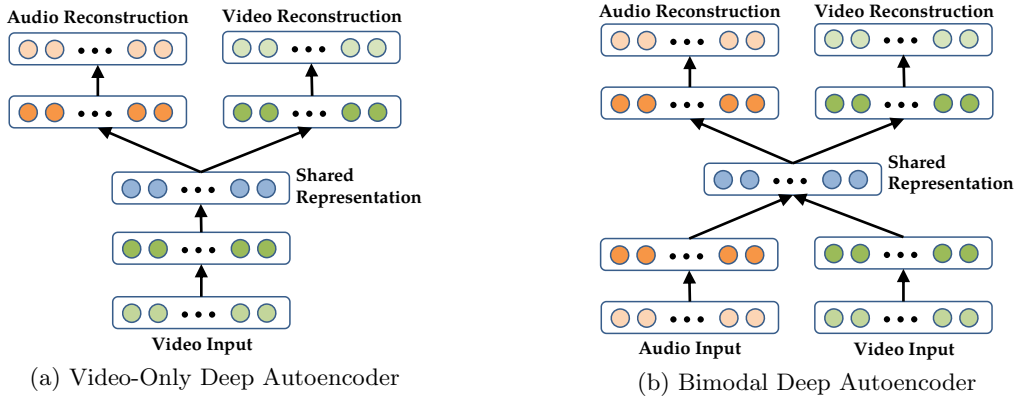 Audio Reconstruction Video Reconstruction
Shared
Representation
Video Input
(a) Video-Only Deep Autoencoder
Audio Reconstruction Video Reconstruction
Shared
Representation
Audio Input Video Input
(b) Bimodal Deep Autoencoder